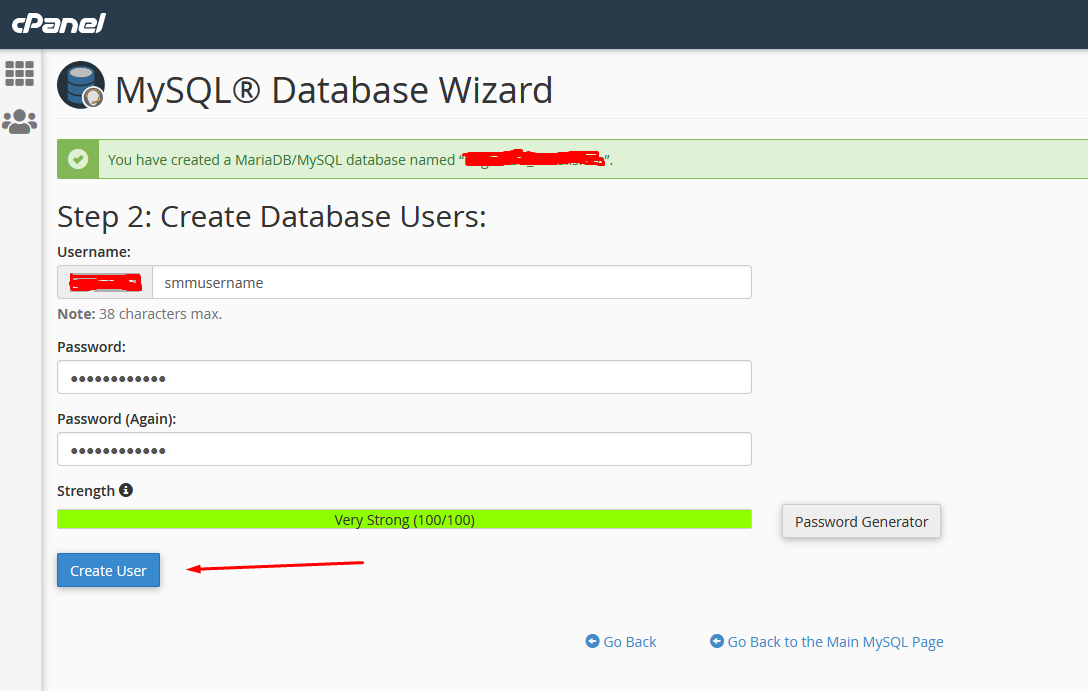 cPanel
MySQL® Database Wizard
You have created a MariaDB/MySQL database named “ ”.
Step 2: Create Database Users:
Username:
smmusername
Note: 38 characters max.
Password:
••••••••••••
Password (Again):
••••••••••••
Strength
Very Strong (100/100)
Password Generator
Create User
Go Back
Go Back to the Main MySQL Page